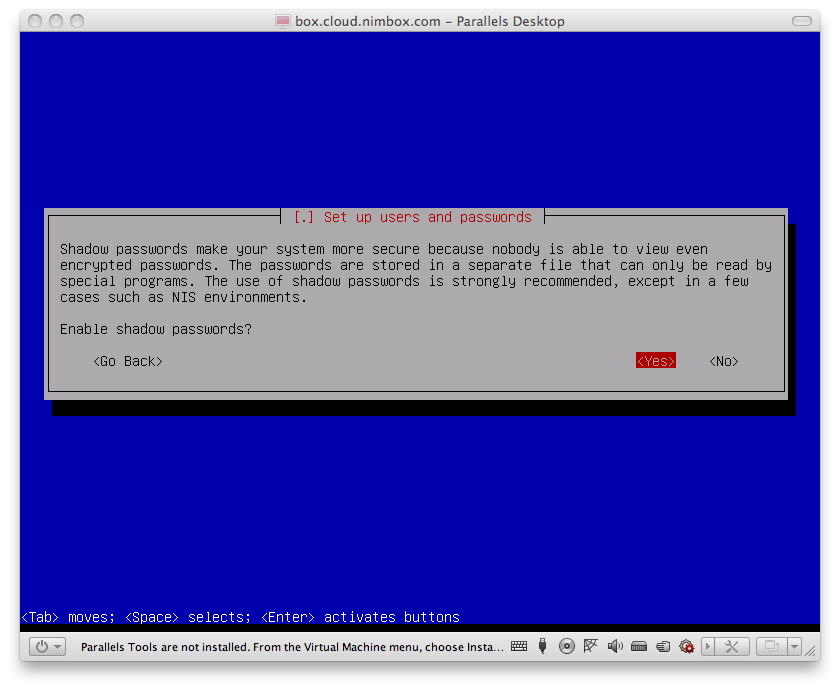 box.cloud.nimbox.com – Parallels Desktop
[.] Set up users and passwords
Shadow passwords make your system more secure because nobody is able to view even
encrypted passwords. The passwords are stored in a separate file that can only be read by
special programs. The use of shadow passwords is strongly recommended, except in a few
cases such as NIS environments.
Enable shadow passwords?
<Go Back> <Yes> <No>
<Tab> moves; <Space> selects; <Enter> activates buttons
Parallels Tools are not installed. From the Virtual Machine menu, choose Insta...